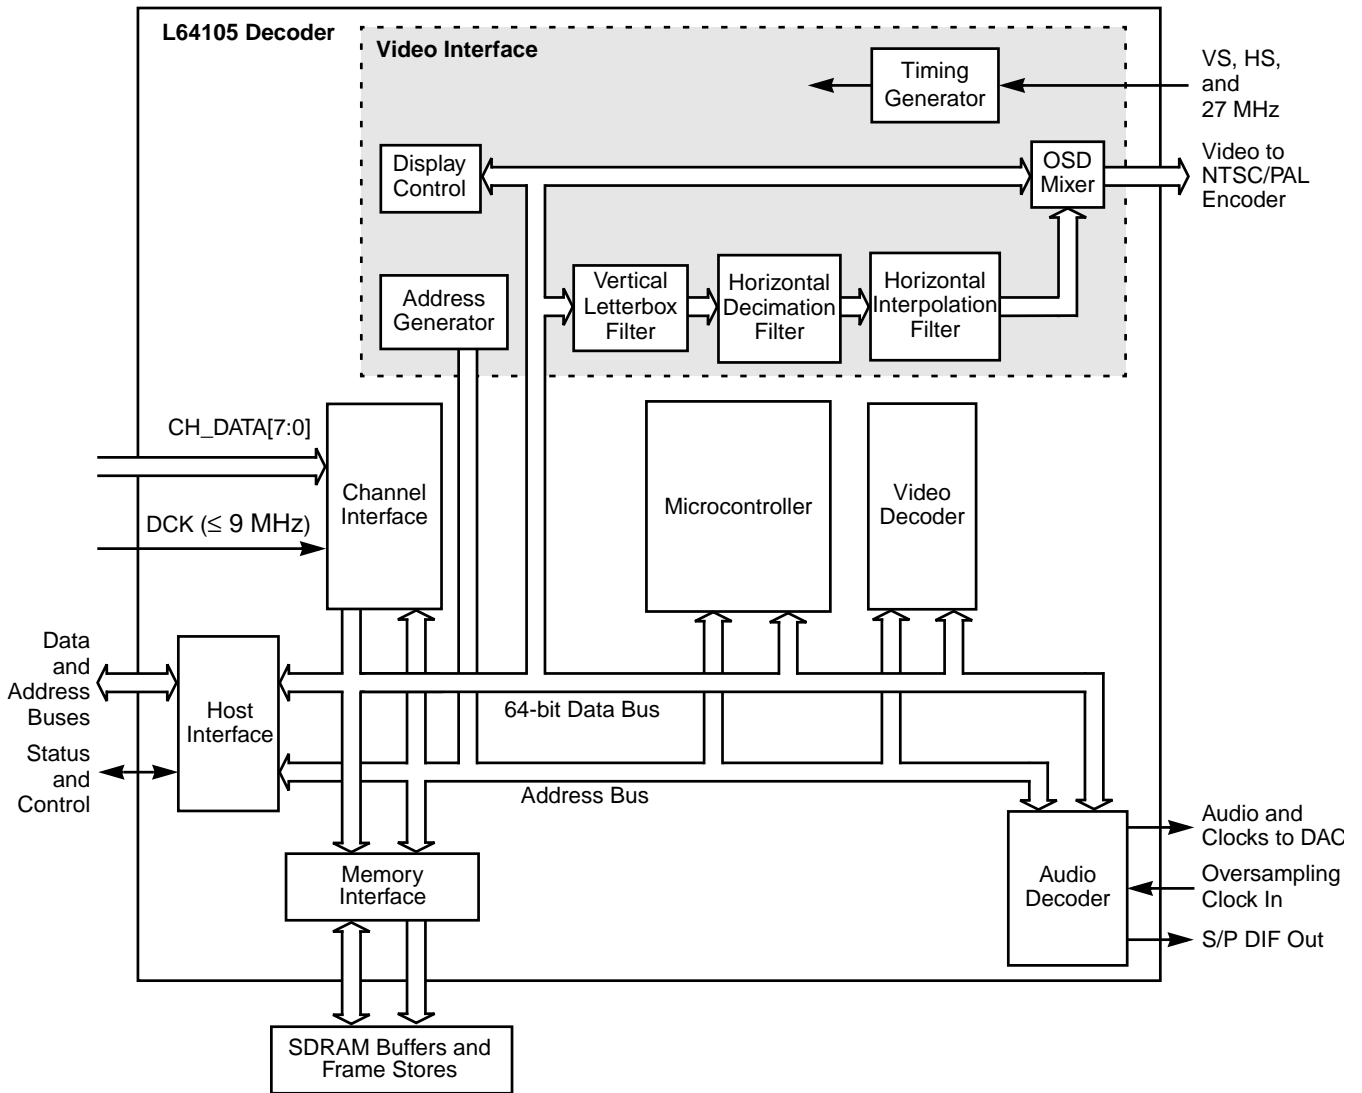 L64105 Decoder
Video Interface
Timing
Generator
VS, HS,
and
27 MHz
Display
Control
OSD
Mixer
Video to
NTSC/PAL
Encoder
Address
Generator
Vertical
Letterbox
Filter
Horizontal
Decimation
Filter
Horizontal
Interpolation
Filter
CH_DATA[7:0]
DCK (≤ 9 MHz)
Channel
Interface
Microcontroller
Video
Decoder
Data
and
Address
Buses
Status
and
Control
Host
Interface
64-bit Data Bus
Address Bus
Memory
Interface
Audio
Decoder
Audio and
Clocks to DAC
Oversampling
Clock In
S/P DIF Out
SDRAM Buffers and
Frame Stores